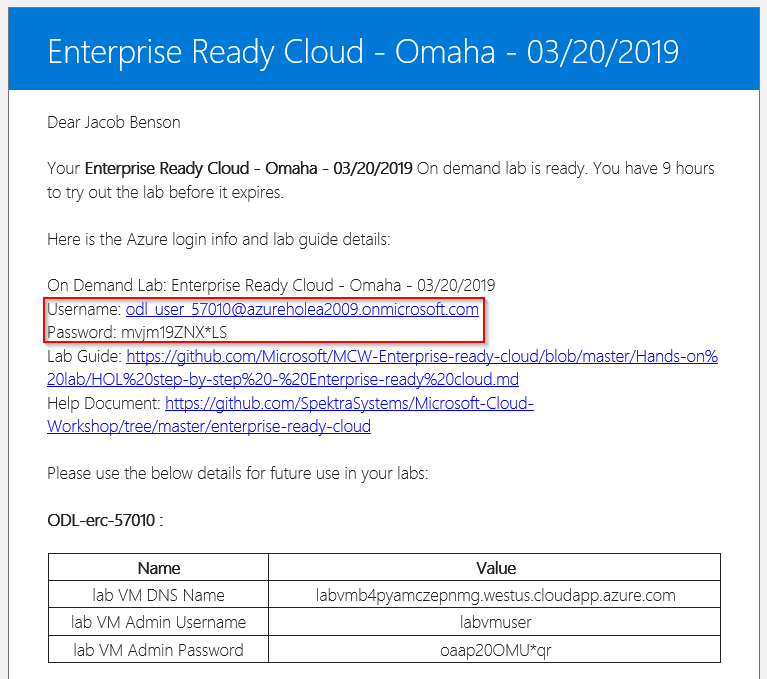 Enterprise Ready Cloud - Omaha - 03/20/2019
Dear Jacob Benson
Your Enterprise Ready Cloud - Omaha - 03/20/2019 On demand lab is ready. You have 9 hours
to try out the lab before it expires.
Here is the Azure login info and lab guide details:
On Demand Lab: Enterprise Ready Cloud - Omaha - 03/20/2019
Username: odl_user_57010@azureholea2009.onmicrosoft.com
Password: mvjm19ZNX*LS
Lab Guide: https://github.com/Microsoft/MCW-Enterprise-ready-cloud/blob/master/Hands-on%
20lab/HOL%20step-by-step%20-%20Enterprise-ready%20cloud.md
Help Document: https://github.com/SpektraSystems/Microsoft-Cloud-
Workshop/tree/master/enterprise-ready-cloud
Please use the below details for future use in your labs:
ODL-erc-57010 :
Name Value
lab VM DNS Name labvmb4pyamczepnmg.westus.cloudapp.azure.com
lab VM Admin Username labvmuser
lab VM Admin Password oaap20OMU*qr